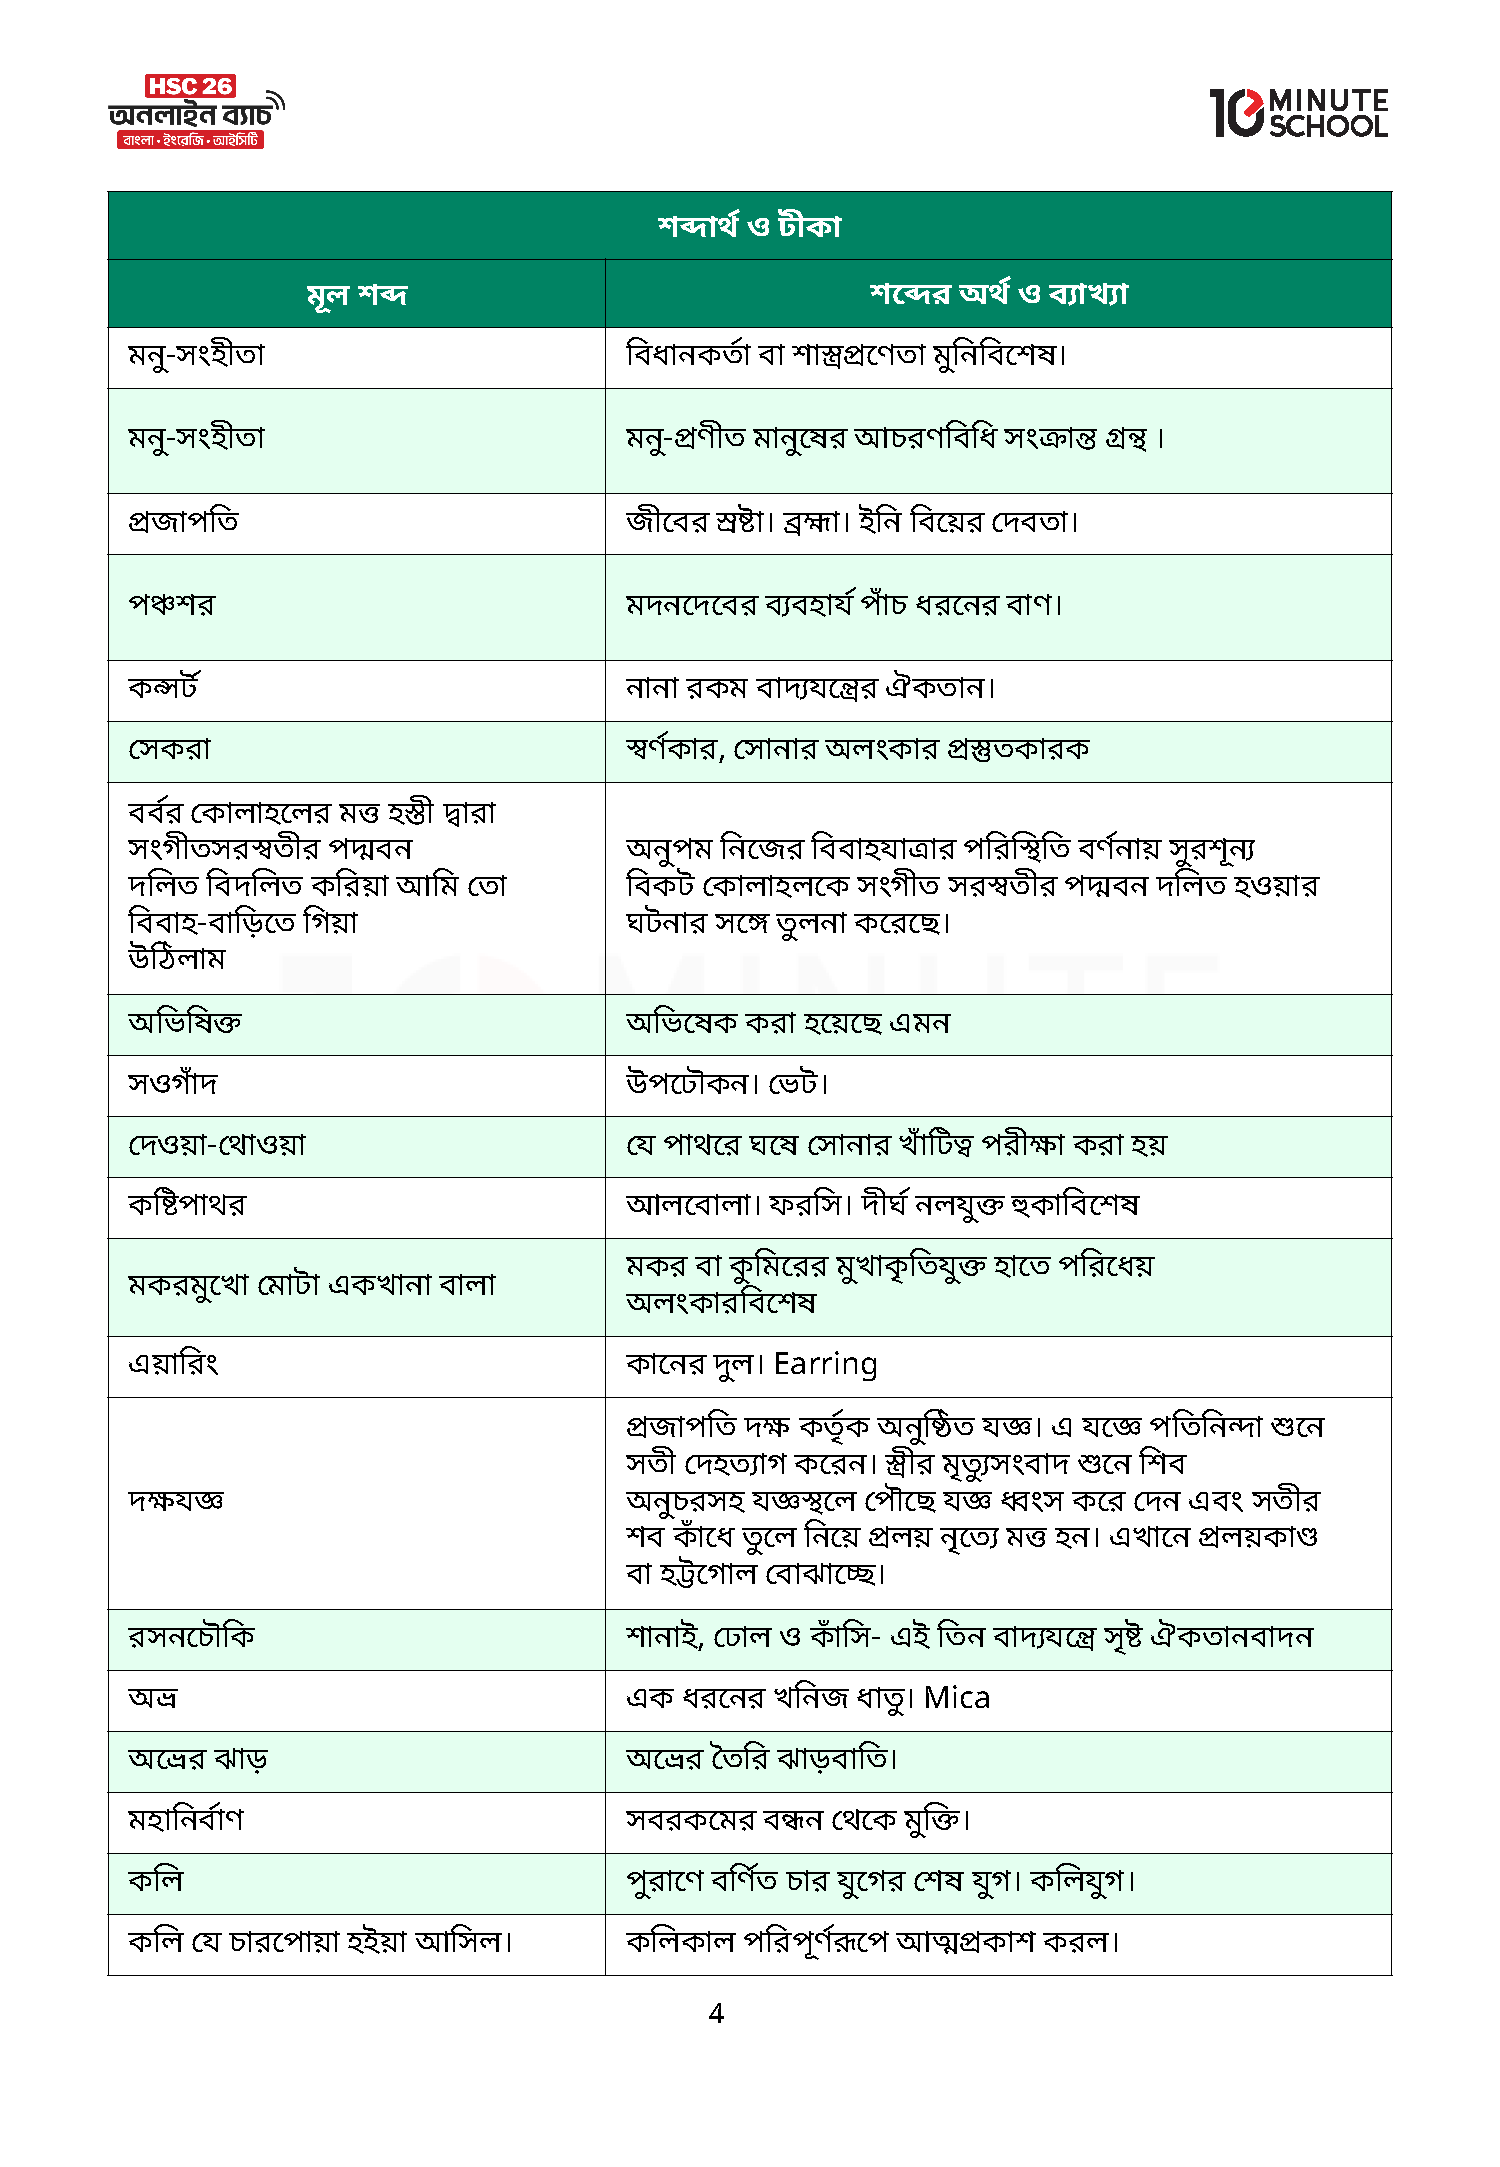 HSC 26
অনলাইন ব্যাচ
বাংলা • ইংরেজি • আইসিটি
10 MINUTE SCHOOL
শব্দার্থ ও টীকা
মূল শব্দ
শব্দের অর্থ ও ব্যাখ্যা
মনু-সংহীতা
বিধানকর্তা বা শাস্ত্রপ্রণেতা মুনিবিশেষ।
মনু-সংহীতা
মনু-প্রণীত মানুষের আচরণবিধি সংক্রান্ত গ্রন্থ ।
প্রজাপতি
জীবের স্রষ্টা। ব্রহ্মা। ইনি বিয়ের দেবতা।
পঞ্চশর
মদনদেবের ব্যবহার্য পাঁচ ধরনের বাণ।
কন্সর্ট
নানা রকম বাদ্যযন্ত্রের ঐকতান।
সেকরা
স্বর্ণকার, সোনার অলংকার প্রস্তুতকারক
বর্বর কোলাহলের মত্ত হস্তী দ্বারা
সংগীতসরস্বতীর পদ্মবন
দলিত বিদলিত করিয়া আমি তো
বিবাহ-বাড়িতে গিয়া
উঠিলাম
অনুপম নিজের বিবাহযাত্রার পরিস্থিতি বর্ণনায় সুরশূন্য
বিকট কোলাহলকে সংগীত সরস্বতীর পদ্মবন দলিত হওয়ার
ঘটনার সঙ্গে তুলনা করেছে।
অভিষিক্ত
অভিষেক করা হয়েছে এমন
সওগাঁদ
উপঢৌকন। ভেট।
দেওয়া-থোওয়া
যে পাথরে ঘষে সোনার খাঁটিত্ব পরীক্ষা করা হয়
কষ্টিপাথর
আলবোলা। ফরসি। দীর্ঘ নলযুক্ত হুকাবিশেষ
মকরমুখো মোটা একখানা বালা
মকর বা কুমিরের মুখাকৃতিযুক্ত হাতে পরিধেয়
অলংকারবিশেষ
এয়ারিং
কানের দুল। Earring
দক্ষযজ্ঞ
প্রজাপতি দক্ষ কর্তৃক অনুষ্ঠিত যজ্ঞ। এ যজ্ঞে পতিনিন্দা শুনে
সতী দেহত্যাগ করেন। স্ত্রীর মৃত্যুসংবাদ শুনে শিব
অনুচরসহ যজ্ঞস্থলে পৌছে যজ্ঞ ধ্বংস করে দেন এবং সতীর
শব কাঁধে তুলে নিয়ে প্রলয় নৃত্যে মত্ত হন। এখানে প্রলয়কাণ্ড
বা হট্টগোল বোঝাচ্ছে।
রসনচৌকি
শানাই, ঢোল ও কাঁসি- এই তিন বাদ্যযন্ত্রে সৃষ্ট ঐকতানবাদন
অভ্র
এক ধরনের খনিজ ধাতু। Mica
অভ্রের ঝাড়
অভ্রের তৈরি ঝাড়বাতি।
মহানির্বাণ
সবরকমের বন্ধন থেকে মুক্তি।
কলি
পুরাণে বর্ণিত চার যুগের শেষ যুগ। কলিযুগ।
কলি যে চারপোয়া হইয়া আসিল।
কলিকাল পরিপূর্ণরূপে আত্মপ্রকাশ করল।
4